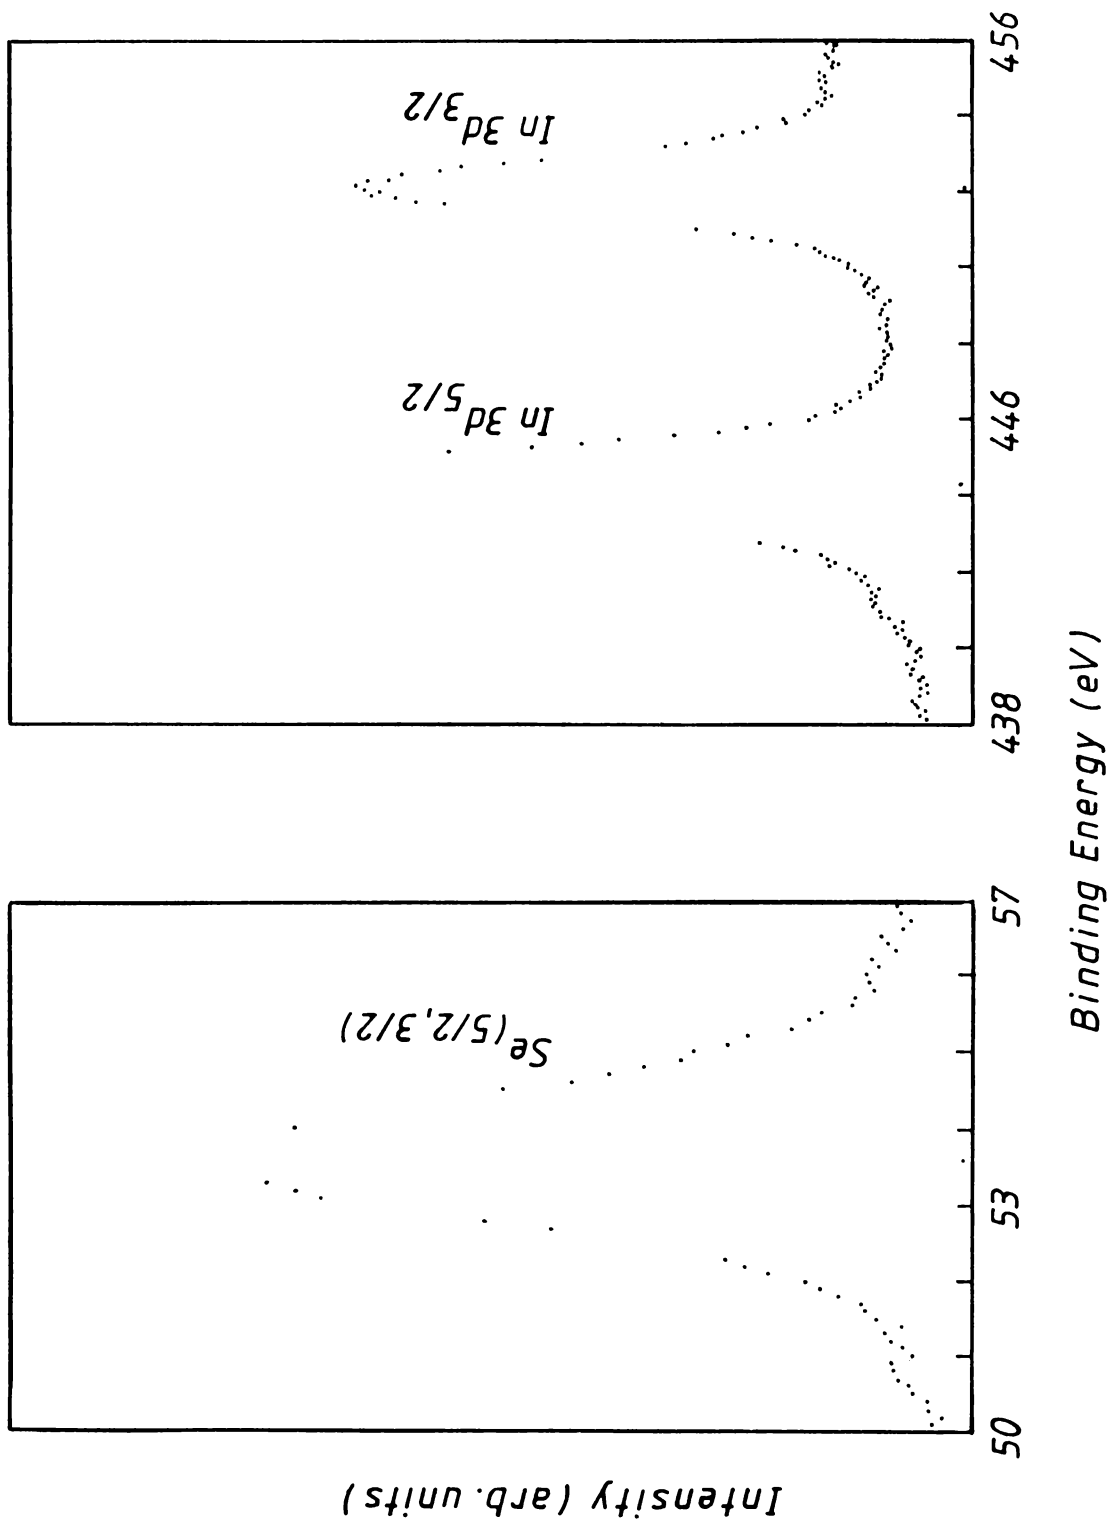 Intensity (arb. units)
Se(5/2,3/2)
In 3d5/2
In 3d3/2
50
53
57
438
446
456
Binding Energy (eV)